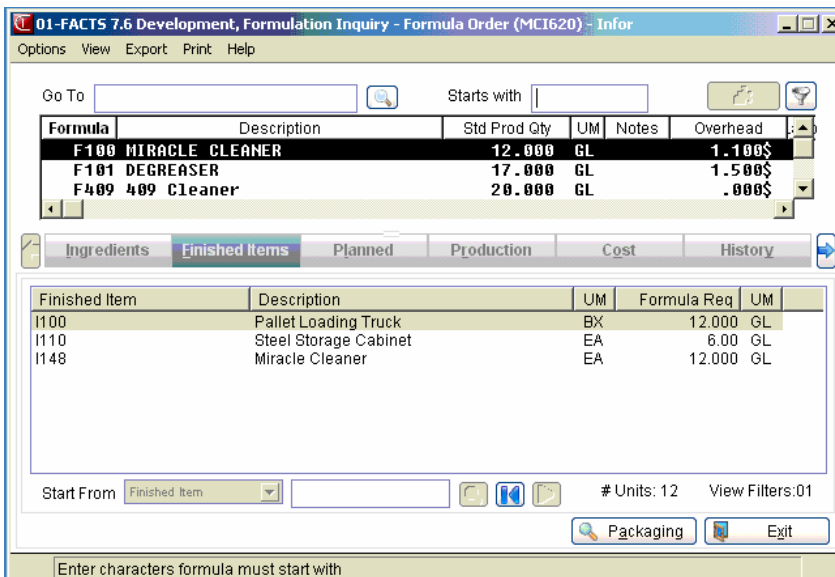 01-FACTS 7.6 Development, Formulation Inquiry - Formula Order (MCI620) - Infor
Options View Export Print Help
Go To Starts with
Formula Description Std Prod Qty UM Notes Overhead
F100 MIRACLE CLEANER 12.000 GL 1.100$
F101 DEGREASER 17.000 GL 1.500$
F409 409 Cleaner 20.000 GL .000$
Ingredients Finished Items Planned Production Cost History
Finished Item Description UM Formula Req UM
I100 Pallet Loading Truck BX 12.000 GL
I110 Steel Storage Cabinet EA 6.00 GL
I148 Miracle Cleaner EA 12.000 GL
Start From Finished Item # Units: 12 View Filters:01
Packaging Exit
Enter characters formula must start with